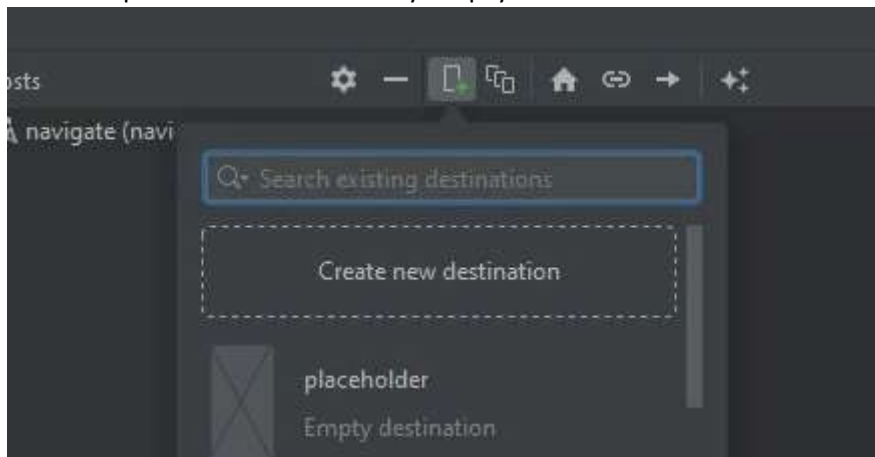 osts
navigate (navi
Search existing destinations
Create new destination
placeholder
Empty destination